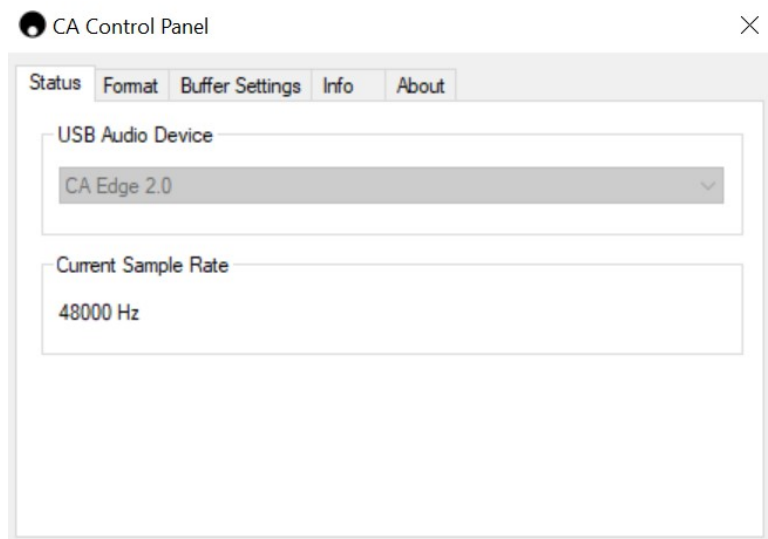 CA Control Panel
Status Format Buffer Settings Info About
USB Audio Device
CA Edge 2.0
Current Sample Rate
48000 Hz